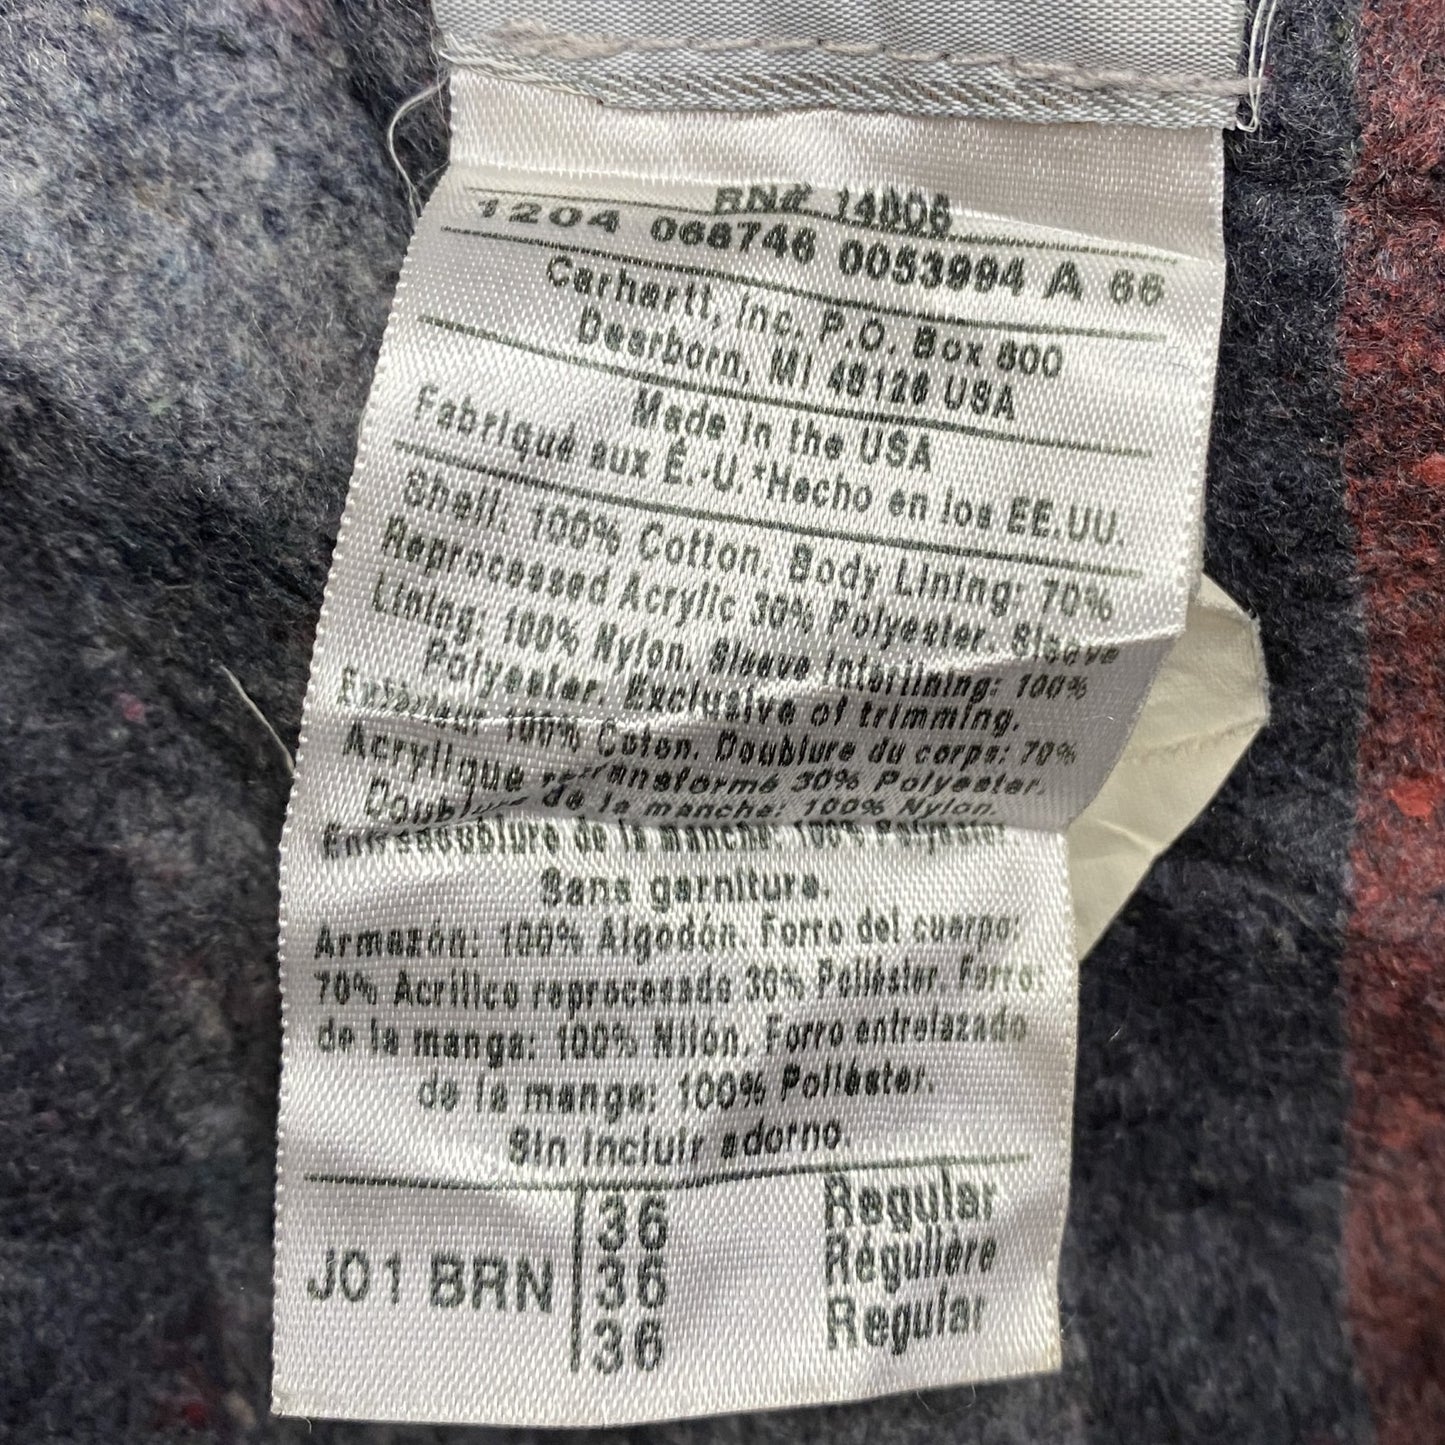 RN# 14806
1204 066746 0053994 A 66
Carhartt, Inc. P.O. Box 600
Dearborn, MI 48126 USA
Made in the USA
Fabriqué aux É.-U.*Hecho en los EE.UU.
Shell: 100% Cotton. Body Lining: 70%
Reprocessed Acrylic 30% Polyester. Sleeve
Lining: 100% Nylon. Sleeve Interlining: 100%
Polyester. Exclusive of trimming.
Extérieur: 100% Coton. Doublure du corps: 70%
Acrylique retransformé 30% Polyester.
Doublure de la manche: 100% Nylon.
Entredoublure de la manche: 100% Polyester
Sans garniture.
Armazón: 100% Algodón. Forro del cuerpo:
70% Acrílico reprocesado 30% Poliéster. Forro:
de la manga: 100% Nilón. Forro entrelazado
de la manga: 100% Poliéster.
Sin incluir adorno.
J01 BRN
36 Regular
36 Régulière
36 Regular